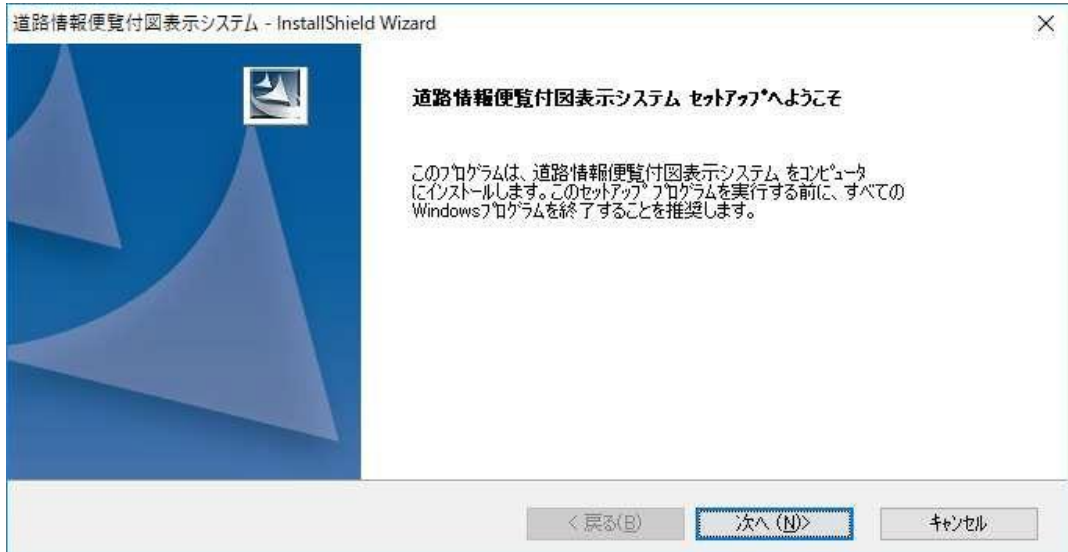 道路情報便覧付図表示システム - InstallShield Wizard
道路情報便覧付図表示システム ｾｯﾄｱｯﾌﾟへようこそ
このﾌﾟﾛｸﾞﾗﾑは、道路情報便覧付図表示システム をｺﾝﾋﾟｭｰﾀ
にｲﾝｽﾄｰﾙします。このｾｯﾄｱｯﾌﾟ ﾌﾟﾛｸﾞﾗﾑを実行する前に、すべての
Windowsﾌﾟﾛｸﾞﾗﾑを終了することを推奨します。
< 戻る(B)
次へ (N)>
ｷｬﾝｾﾙ